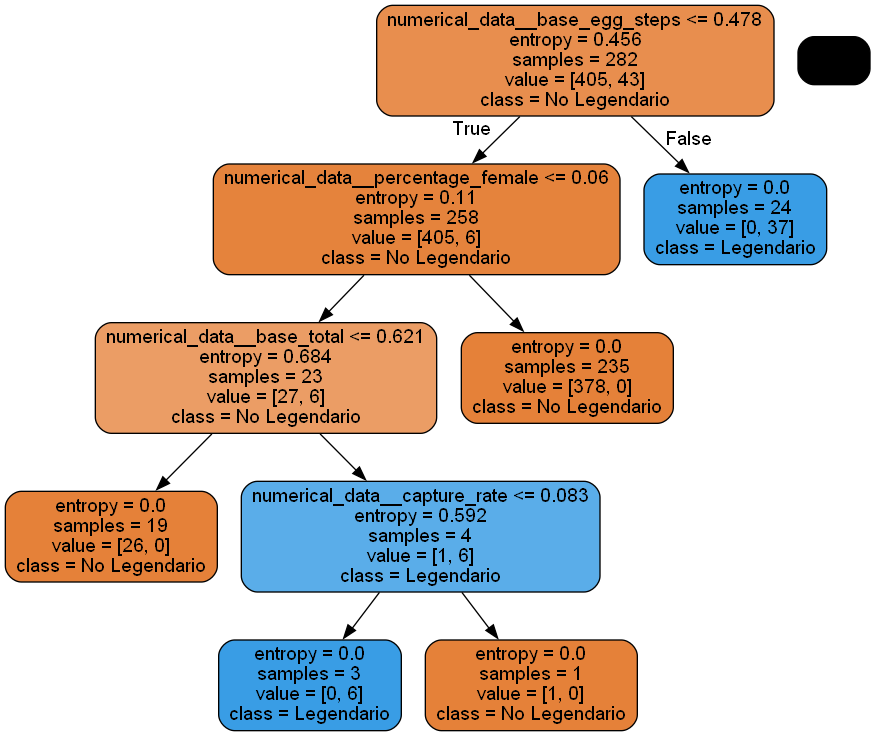 numerical_data__base_egg_steps <= 0.478
entropy = 0.456
samples = 282
value = [405, 43]
class = No Legendario
True
False
numerical_data__percentage_female <= 0.06
entropy = 0.11
samples = 258
value = [405, 6]
class = No Legendario
entropy = 0.0
samples = 24
value = [0, 37]
class = Legendario
numerical_data__base_total <= 0.621
entropy = 0.684
samples = 23
value = [27, 6]
class = No Legendario
entropy = 0.0
samples = 235
value = [378, 0]
class = No Legendario
entropy = 0.0
samples = 19
value = [26, 0]
class = No Legendario
numerical_data__capture_rate <= 0.083
entropy = 0.592
samples = 4
value = [1, 6]
class = Legendario
entropy = 0.0
samples = 3
value = [0, 6]
class = Legendario
entropy = 0.0
samples = 1
value = [1, 0]
class = No Legendario